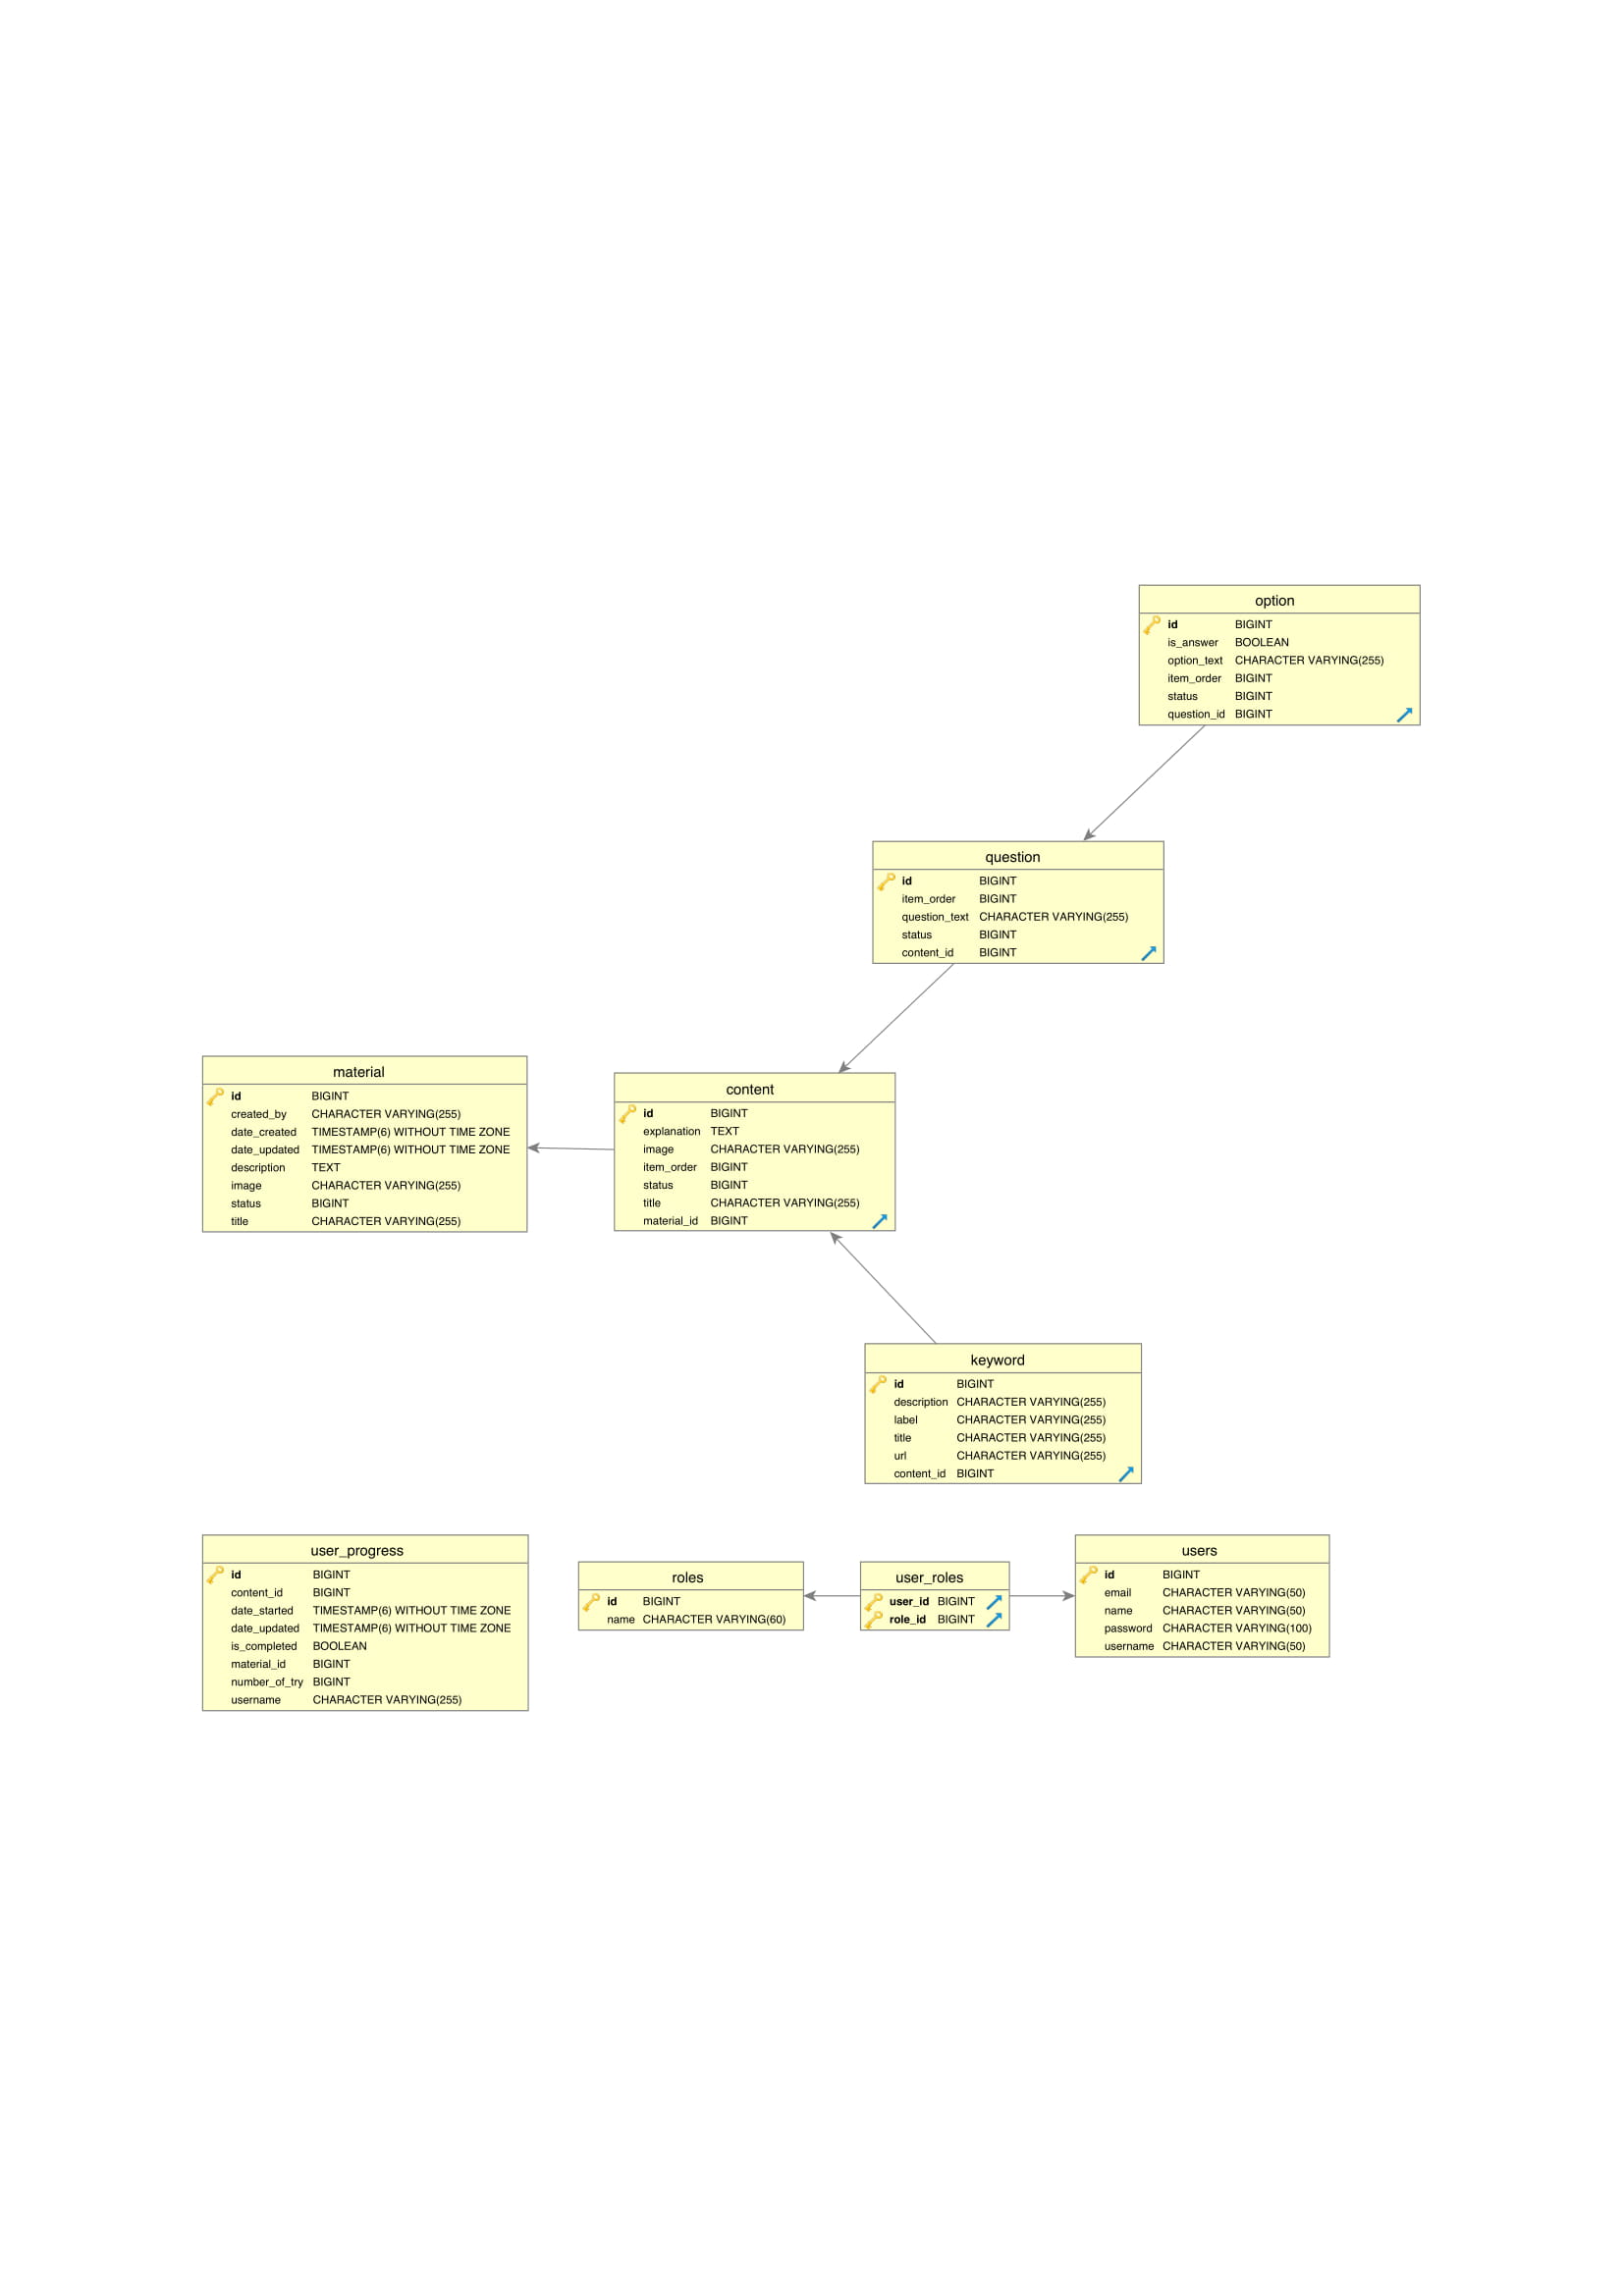 option
id BIGINT
is_answer BOOLEAN
option_text CHARACTER VARYING(255)
item_order BIGINT
status BIGINT
question_id BIGINT
question
id BIGINT
item_order BIGINT
question_text CHARACTER VARYING(255)
status BIGINT
content_id BIGINT
material
id BIGINT
created_by CHARACTER VARYING(255)
date_created TIMESTAMP(6) WITHOUT TIME ZONE
date_updated TIMESTAMP(6) WITHOUT TIME ZONE
description TEXT
image CHARACTER VARYING(255)
status BIGINT
title CHARACTER VARYING(255)
content
id BIGINT
explanation TEXT
image CHARACTER VARYING(255)
item_order BIGINT
status BIGINT
title CHARACTER VARYING(255)
material_id BIGINT
keyword
id BIGINT
description CHARACTER VARYING(255)
label CHARACTER VARYING(255)
title CHARACTER VARYING(255)
url CHARACTER VARYING(255)
content_id BIGINT
user_progress
id BIGINT
content_id BIGINT
date_started TIMESTAMP(6) WITHOUT TIME ZONE
date_updated TIMESTAMP(6) WITHOUT TIME ZONE
is_completed BOOLEAN
material_id BIGINT
number_of_try BIGINT
username CHARACTER VARYING(255)
roles
id BIGINT
name CHARACTER VARYING(60)
user_roles
user_id BIGINT
role_id BIGINT
users
id BIGINT
email CHARACTER VARYING(50)
name CHARACTER VARYING(50)
password CHARACTER VARYING(100)
username CHARACTER VARYING(50)